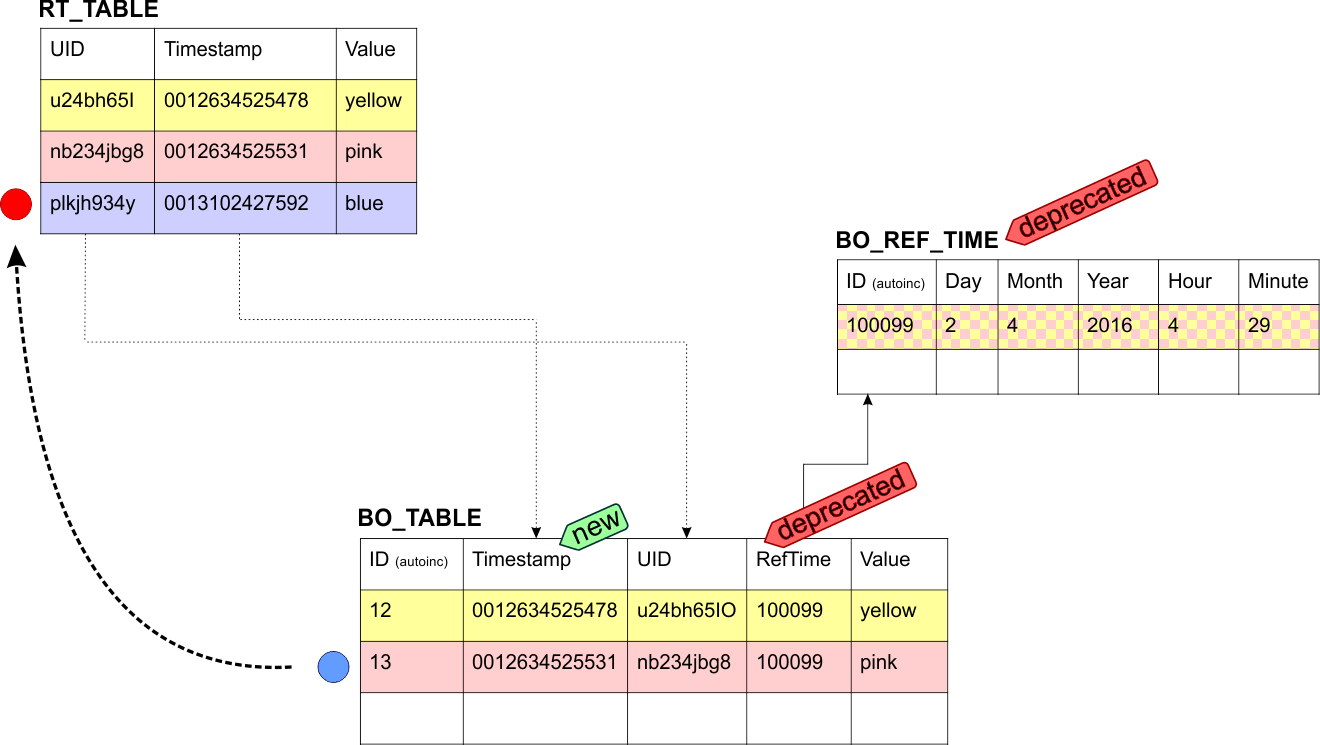 RT_TABLE
UID Timestamp Value
u24bh65I 0012634525478 yellow
nb234jbg8 0012634525531 pink
plkjh934y 0013102427592 blue
deprecated
BO_REF_TIME
ID (autoinc) Day Month Year Hour Minute
100099 2 4 2016 4 29
deprecated
new
BO_TABLE
ID (autoinc) Timestamp UID RefTime Value
12 0012634525478 u24bh65IO 100099 yellow
13 0012634525531 nb234jbg8 100099 pink